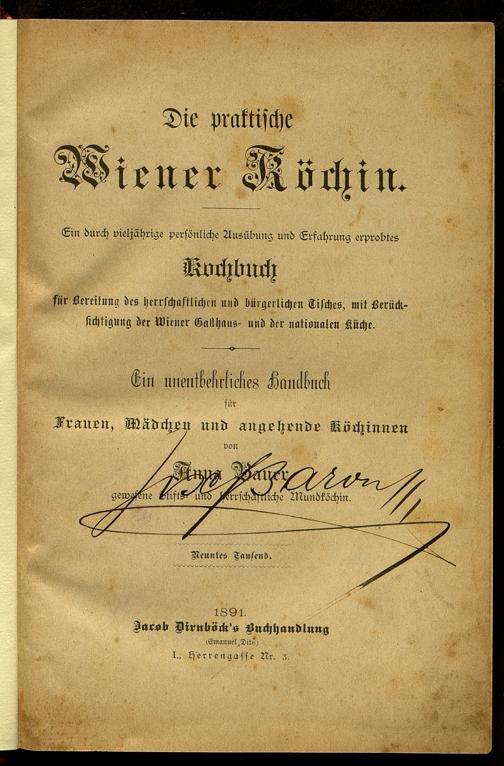 Die praktische
Wiener Köchin.
Ein durch vieljährige persönliche Ausübung und Erfahrung erprobtes
Kochbuch
für Bereitung des herrschaftlichen und bürgerlichen Tisches, mit Berück-
sichtigung der Wiener Gasthaus- und der nationalen Küche.
Ein unentbehrliches Handbuch
für
Frauen, Mädchen und angehende Köchinnen
von
Anna Bauer
gewesene Stifts- und herrschaftliche Mundköchin.
Neuntes Tausend.
1891.
Jacob Dirnböck's Buchhandlung
(Emanuel
I., Herrengasse Nr. 3.